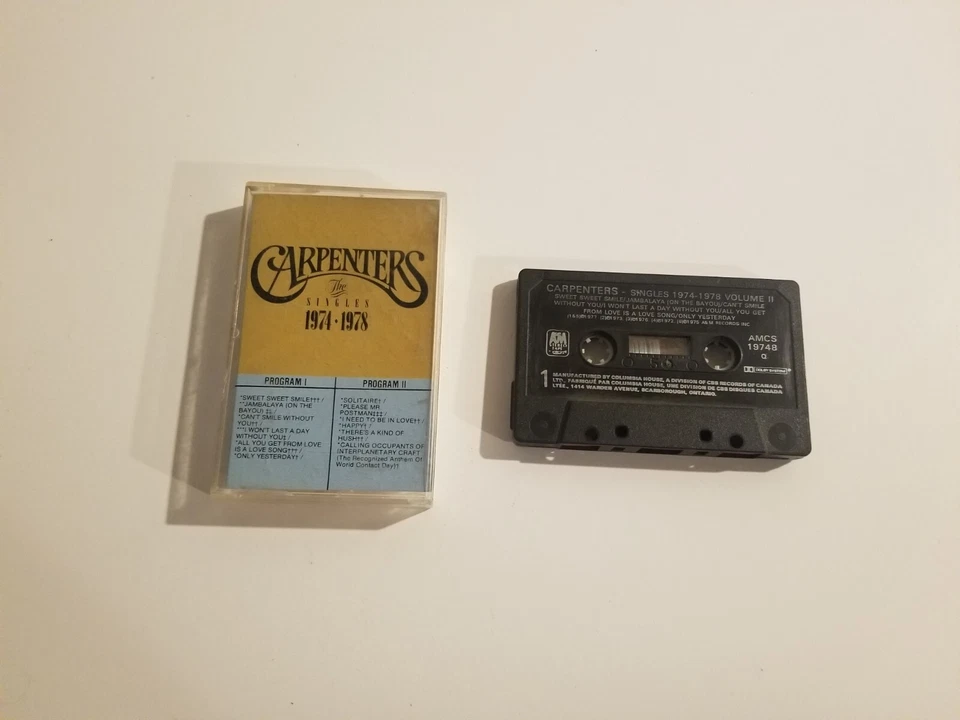 CARPENTERS
The
SINGLES
1974 • 1978
PROGRAM I
*SWEET SWEET SMILE††† /
**JAMBALAYA (ON THE
BAYOU) ‡‡ /
*CAN'T SMILE WITHOUT
YOU†† /
***I WON'T LAST A DAY
WITHOUT YOU‡ /
*ALL YOU GET FROM LOVE
IS A LOVE SONG††† /
*ONLY YESTERDAY† /
PROGRAM II
*SOLITAIRE† /
*PLEASE MR.
POSTMAN‡‡‡ /
*I NEED TO BE IN LOVE†† /
*HAPPY† /
*THERE'S A KIND OF
HUSH†† /
*CALLING OCCUPANTS OF
INTERPLANETARY CRAFT
(The Recognized Anthem Of
World Contact Day)†
CARPENTERS - SINGLES 1974-1978 VOLUME II
SWEET SWEET SMILE/JAMBALAYA (ON THE BAYOU)/CAN'T SMILE
WITHOUT YOU/I WON'T LAST A DAY WITHOUT YOU/ALL YOU GET
FROM LOVE IS A LOVE SONG/ONLY YESTERDAY
A&M RECORDS INC
A&M
AMCS
19748
α
DOLBY SYSTEM
1
MANUFACTURED BY COLUMBIA HOUSE, A DIVISION OF CBS RECORDS OF CANADA
LTD., FABRIQUÉ PAR COLUMBIA HOUSE, UNE DIVISION DE CBS DISQUES CANADA
LTEE., 1414 WARDEN AVENUE, SCARBOROUGH, ONTARIO.